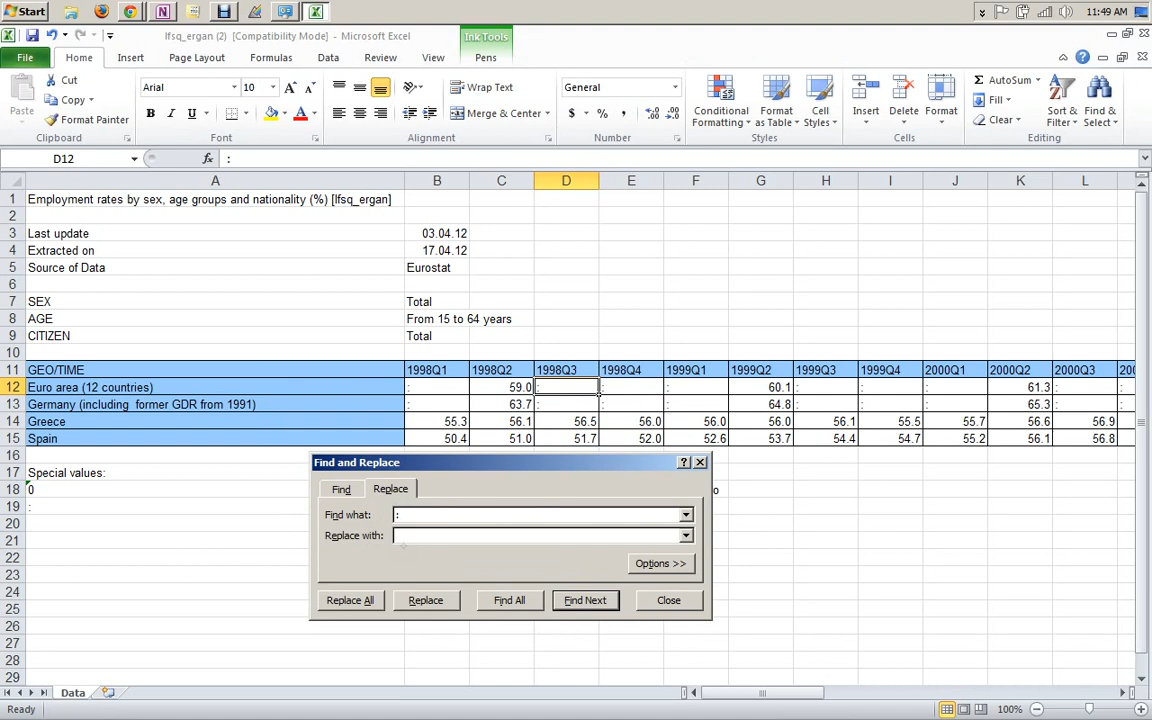 Start
11:49 AM
lfsq_ergan (2) [Compatibility Mode] - Microsoft Excel
Ink Tools
File Home Insert Page Layout Formulas Data Review View Pens
Paste Cut Copy Format Painter
Arial 10
B I U
Wrap Text
Merge & Center
General
$ % ,
Conditional Formatting Format as Table Cell Styles
Insert Delete Format
AutoSum Fill Clear
Sort & Filter Find & Select
Clipboard Font Alignment Number Styles Cells Editing
D12 fx :
A B C D E F G H I J K L
1 Employment rates by sex, age groups and nationality (%) [lfsq_ergan]
2
3 Last update 03.04.12
4 Extracted on 17.04.12
5 Source of Data Eurostat
6
7 SEX Total
8 AGE From 15 to 64 years
9 CITIZEN Total
10
11 GEO/TIME 1998Q1 1998Q2 1998Q3 1998Q4 1999Q1 1999Q2 1999Q3 1999Q4 2000Q1 2000Q2 2000Q3 20
12 Euro area (12 countries) : 59.0 : : : 60.1 : : : 61.3 : :
13 Germany (including former GDR from 1991) : 63.7 : : : 64.8 : : : 65.3 : :
14 Greece 55.3 56.1 56.5 56.0 56.0 56.0 56.1 55.5 55.7 56.6 56.9
15 Spain 50.4 51.0 51.7 52.0 52.6 53.7 54.4 54.7 55.2 56.1 56.8
16
17 Special values:
18 0 o
19 :
20
21
22
23
24
25
26
27
28
29
Find and Replace
Find Replace
Find what: :
Replace with:
Options >>
Replace All Replace Find All Find Next Close
Data
Ready 100%